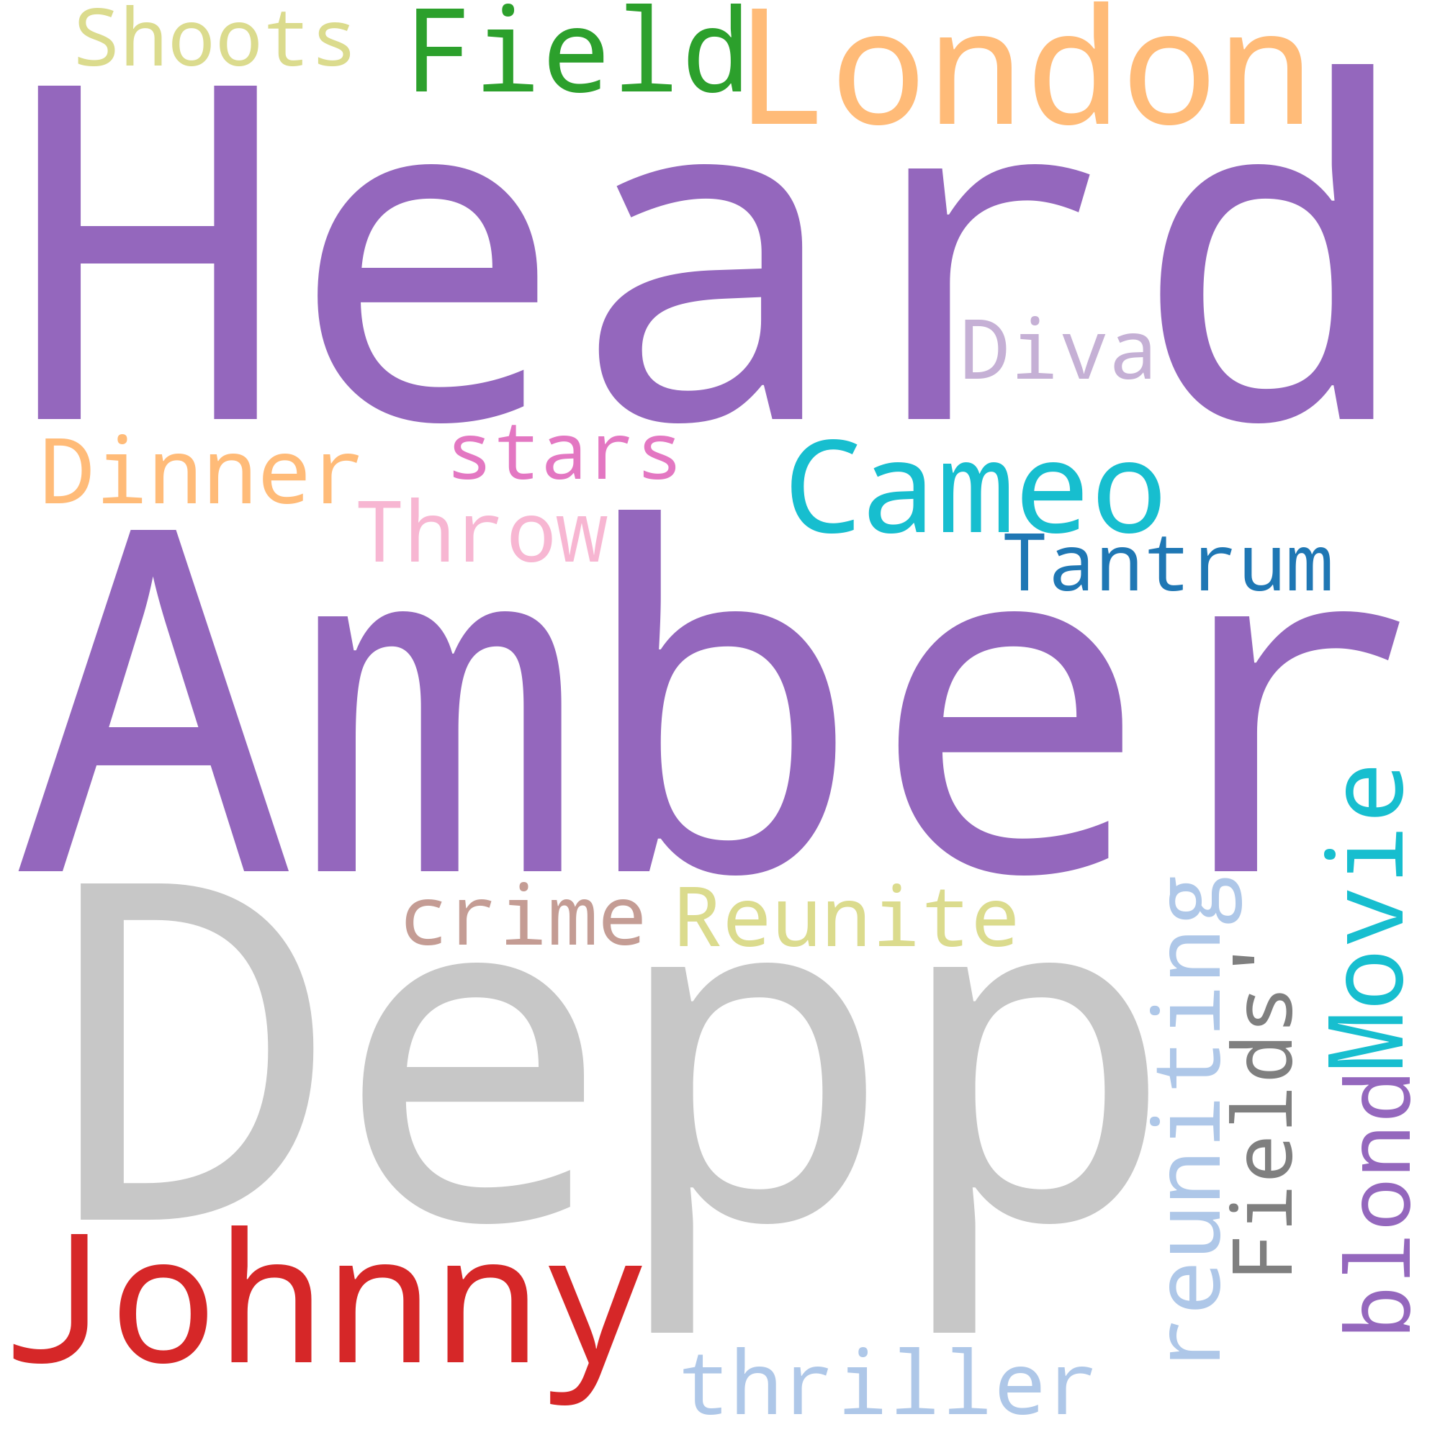 Shoots Field London
Heard
Diva
Dinner stars Cameo
Throw Tantrum
Amber
Movie
crime Reunite
reuniting
Fields'
Depp
blond
Johnny
thriller